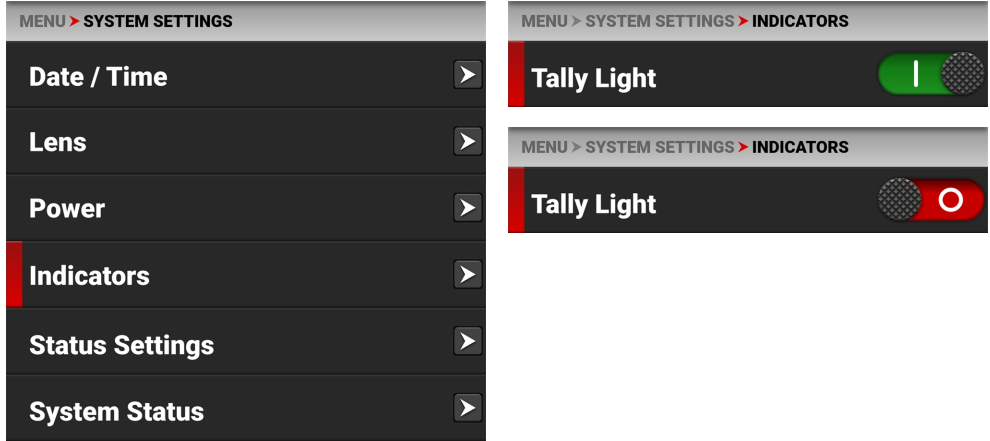 MENU > SYSTEM SETTINGS
Date / Time
Lens
Power
Indicators
Status Settings
System Status
MENU > SYSTEM SETTINGS > INDICATORS
Tally Light
MENU > SYSTEM SETTINGS > INDICATORS
Tally Light